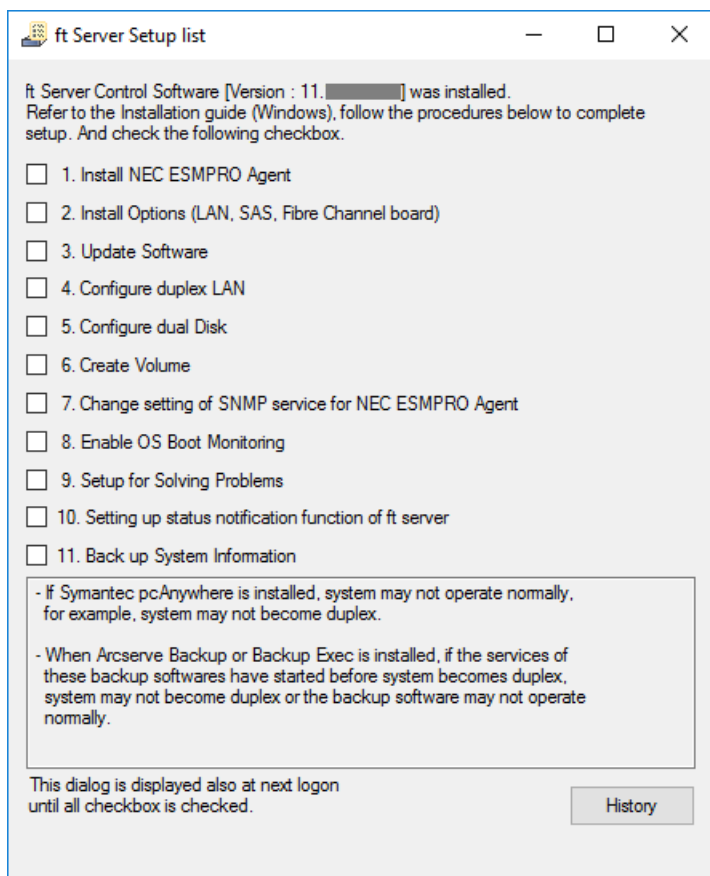 ft Server Setup list
ft Server Control Software [Version : 11. ] was installed.
Refer to the Installation guide (Windows), follow the procedures below to complete
setup. And check the following checkbox.
1. Install NEC ESMPRO Agent
2. Install Options (LAN, SAS, Fibre Channel board)
3. Update Software
4. Configure duplex LAN
5. Configure dual Disk
6. Create Volume
7. Change setting of SNMP service for NEC ESMPRO Agent
8. Enable OS Boot Monitoring
9. Setup for Solving Problems
10. Setting up status notification function of ft server
11. Back up System Information
- If Symantec pcAnywhere is installed, system may not operate normally,
for example, system may not become duplex.
- When Arcserve Backup or Backup Exec is installed, if the services of
these backup softwares have started before system becomes duplex,
system may not become duplex or the backup software may not operate
normally.
This dialog is displayed also at next logon
until all checkbox is checked.
History